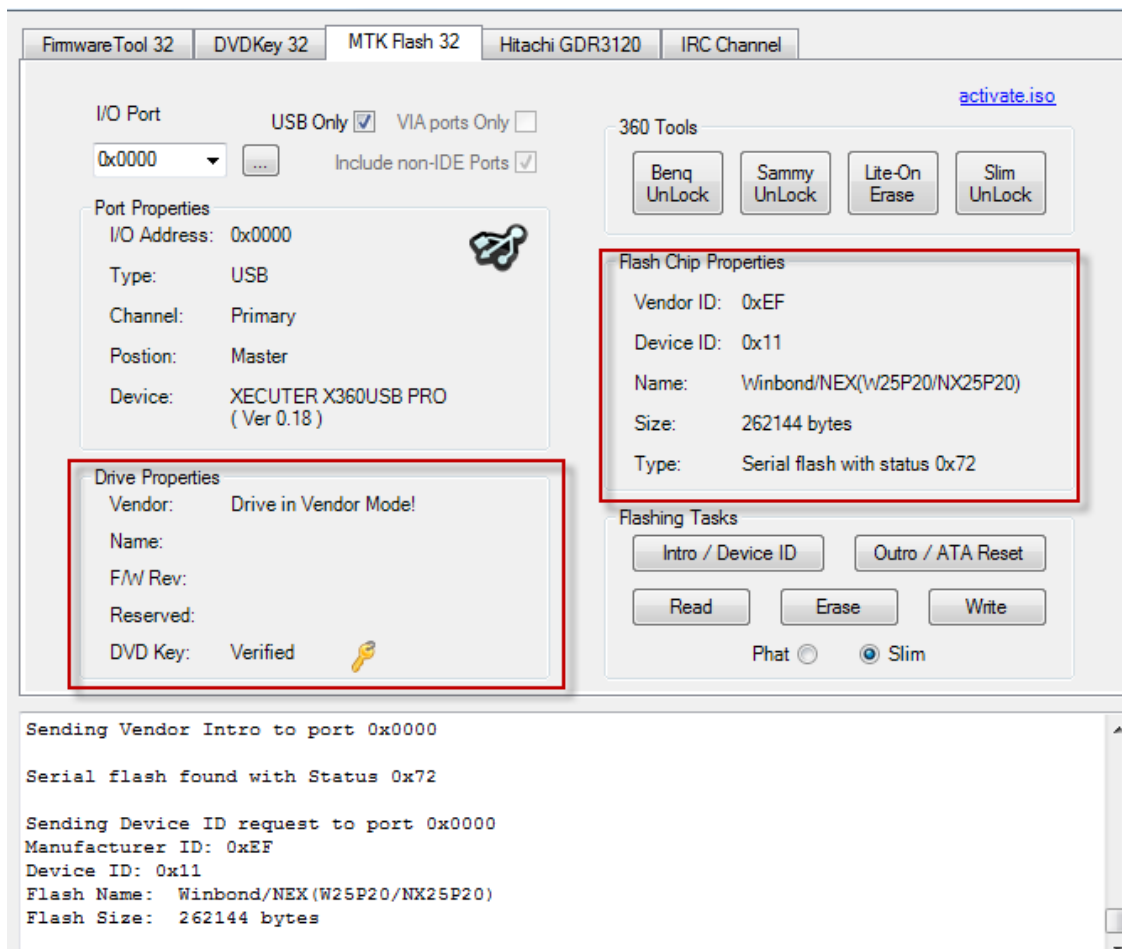 FirmwareTool 32 DVDKey 32 MTK Flash 32 Hitachi GDR3120 IRC Channel
activate.iso
I/O Port USB Only VIA ports Only
0x0000 ... Include non-IDE Ports
Port Properties
I/O Address: 0x0000
Type: USB
Channel: Primary
Postion: Master
Device: XECUTER X360USB PRO
( Ver 0.18 )
Drive Properties
Vendor: Drive in Vendor Mode!
Name:
F/W Rev:
Reserved:
DVD Key: Verified
360 Tools
Benq UnLock
Sammy UnLock
Lite-On Erase
Slim UnLock
Flash Chip Properties
Vendor ID: 0xEF
Device ID: 0x11
Name: Winbond/NEX(W25P20/NX25P20)
Size: 262144 bytes
Type: Serial flash with status 0x72
Flashing Tasks
Intro / Device ID Outro / ATA Reset
Read Erase Write
Phat Slim
Sending Vendor Intro to port 0x0000
Serial flash found with Status 0x72
Sending Device ID request to port 0x0000
Manufacturer ID: 0xEF
Device ID: 0x11
Flash Name: Winbond/NEX(W25P20/NX25P20)
Flash Size: 262144 bytes